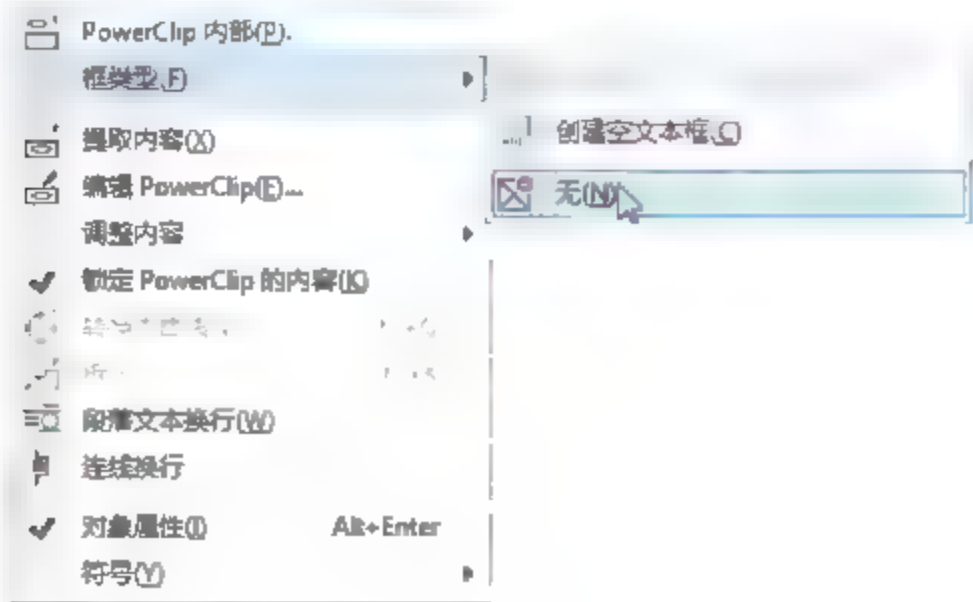 PowerClip 内部(P).
框类型(F)
创建空文本框(C)
无(N)
提取内容(X)
编辑 PowerClip(E)...
调整内容
锁定 PowerClip 的内容(K)
段落文本换行(W)
连线换行
对象属性(I) Alt+Enter
符号(Y)